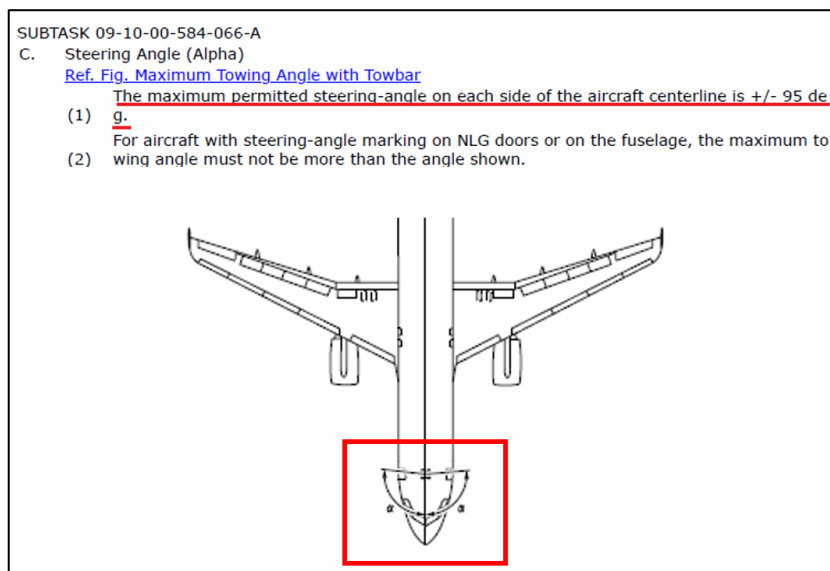 SUBTASK 09-10-00-584-066-A
C. Steering Angle (Alpha)
Ref. Fig. Maximum Towing Angle with Towbar
The maximum permitted steering-angle on each side of the aircraft centerline is +/- 95 de
(1) g.
For aircraft with steering-angle marking on NLG doors or on the fuselage, the maximum to
(2) wing angle must not be more than the angle shown.
α α